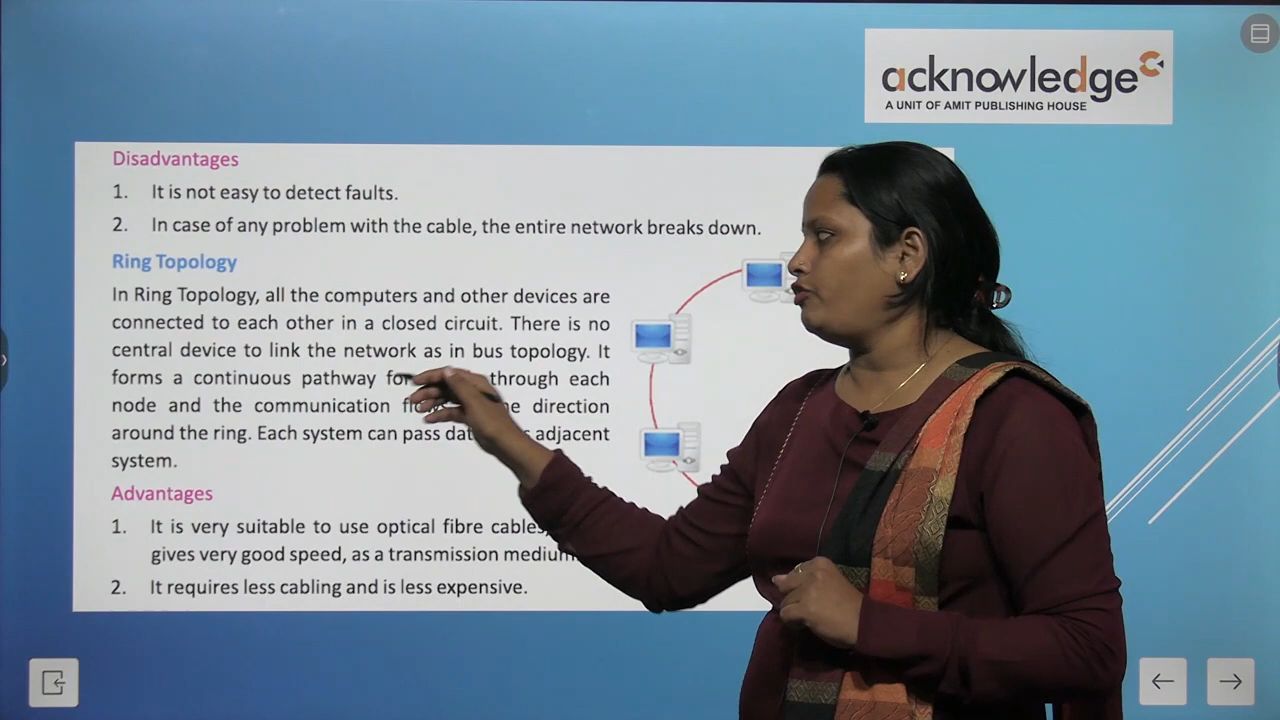 acknowledge
A UNIT OF AMIT PUBLISHING HOUSE
Disadvantages
1. It is not easy to detect faults.
2. In case of any problem with the cable, the entire network breaks down.
Ring Topology
In Ring Topology, all the computers and other devices are
connected to each other in a closed circuit. There is no
central device to link the network as in bus topology. It
forms a continuous pathway through each
node and the communication direction
around the ring. Each system can pass adjacent
system.
Advantages
1. It is very suitable to use optical fibre cables,
gives very good speed, as a transmission medium
2. It requires less cabling and is less expensive.